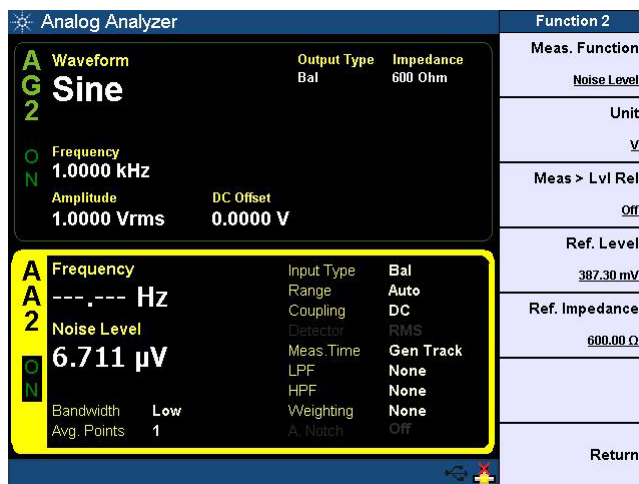 Analog Analyzer
AG2
ON
Waveform
Sine
Output Type Impedance
Bal 600 Ohm
Frequency
1.0000 kHz
Amplitude DC Offset
1.0000 Vrms 0.0000 V
AA2
ON
Frequency
---.--- Hz
Noise Level
6.711 µV
Bandwidth Low
Avg. Points 1
Input Type Bal
Range Auto
Coupling DC
Detector RMS
Meas.Time Gen Track
LPF None
HPF None
Weighting None
A. Notch Off
Function 2
Meas. Function
Noise Level
Unit
V
Meas > Lvl Rel
Off
Ref. Level
387.30 mV
Ref. Impedance
600.00 Ω
Return